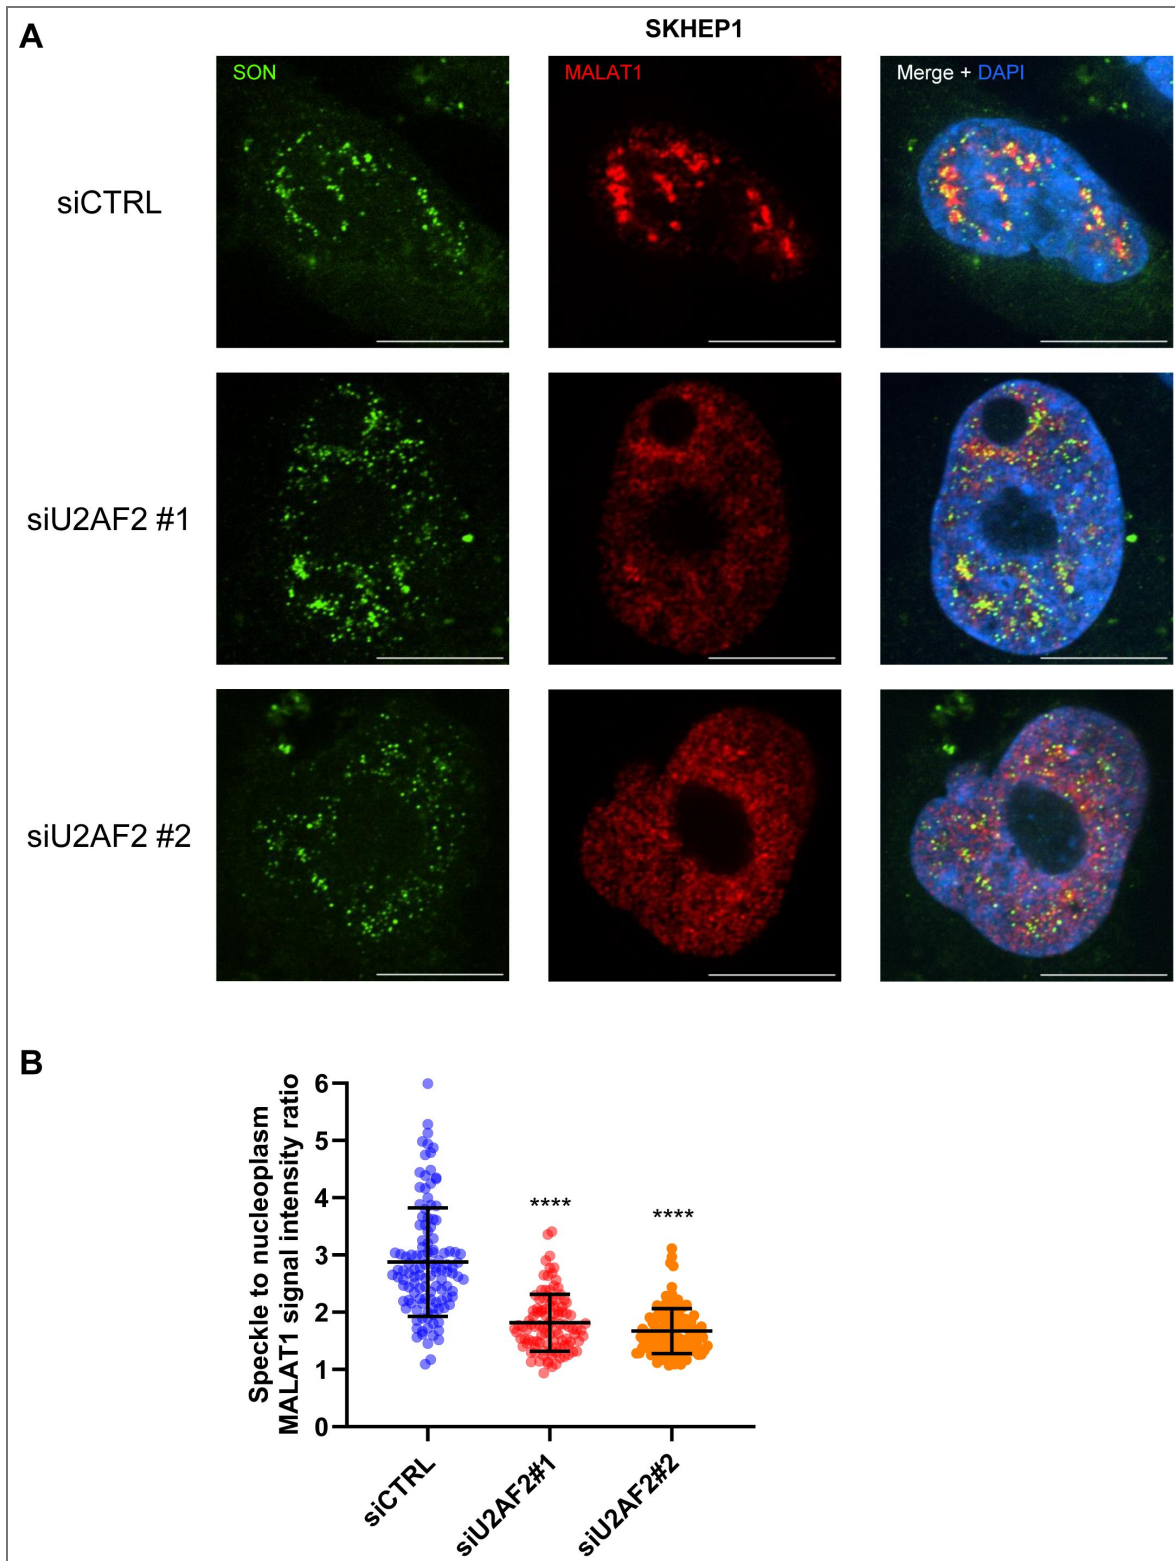 A
SKHEP1
SON
MALAT1
Merge + DAPI
siCTRL
siU2AF2 #1
siU2AF2 #2
B
Speckle to nucleoplasm
MALAT1 signal intensity ratio
6
5
4
3
2
1
0
****
****
siCTRL
siU2AF2#1
siU2AF2#2